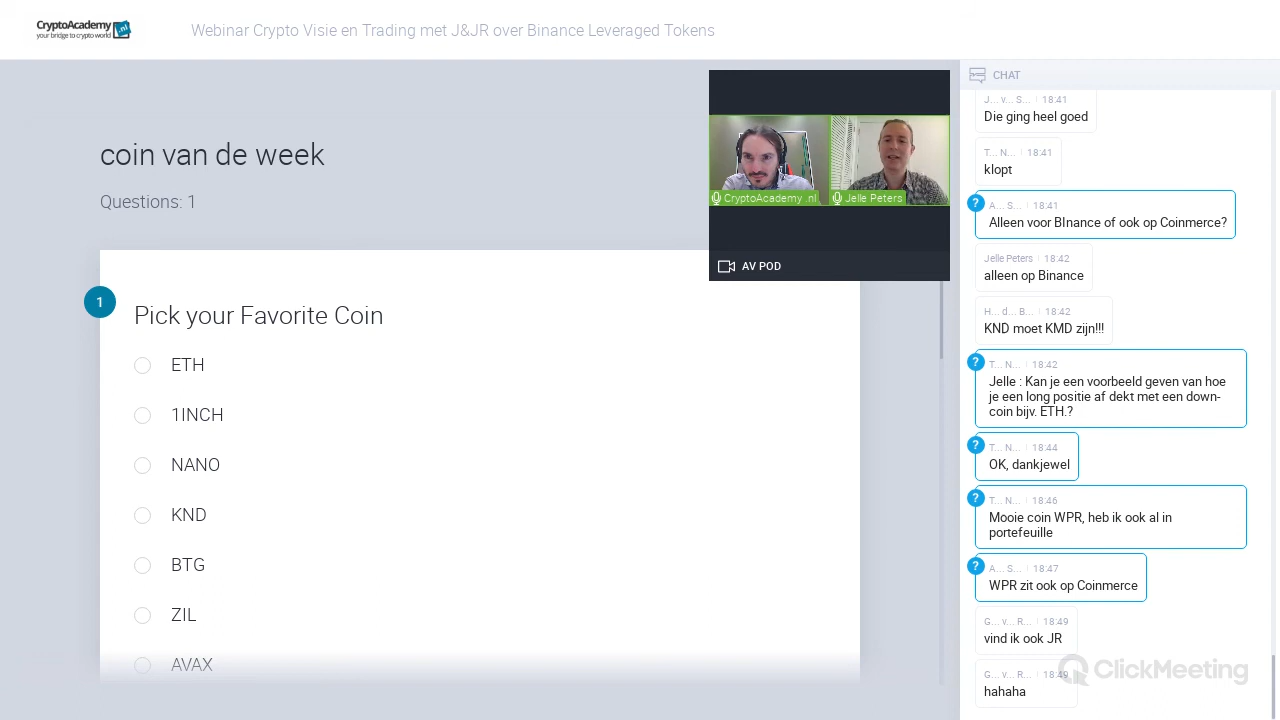 CryptoAcademy .nl
your bridge to crypto world
Webinar Crypto Visie en Trading met J&JR over Binance Leveraged Tokens
coin van de week
Questions: 1
1
Pick your Favorite Coin
ETH
1INCH
NANO
KND
BTG
ZIL
AVAX
CryptoAcademy .nl
Jelle Peters
AV POD
CHAT
J... v... S... 18:41
Die ging heel goed
T... N... 18:41
klopt
?
A... S... 18:41
Alleen voor BInance of ook op Coinmerce?
Jelle Peters 18:42
alleen op Binance
H... d... B... 18:42
KND moet KMD zijn!!!
?
T... N... 18:42
Jelle : Kan je een voorbeeld geven van hoe
je een long positie af dekt met een down-
coin bijv. ETH.?
?
T... N... 18:44
OK, dankjewel
?
T... N... 18:46
Mooie coin WPR, heb ik ook al in
portefeuille
?
A... S... 18:47
WPR zit ook op Coinmerce
G... v... R... 18:49
vind ik ook JR
G... v... R... 18:49
hahaha
ClickMeeting